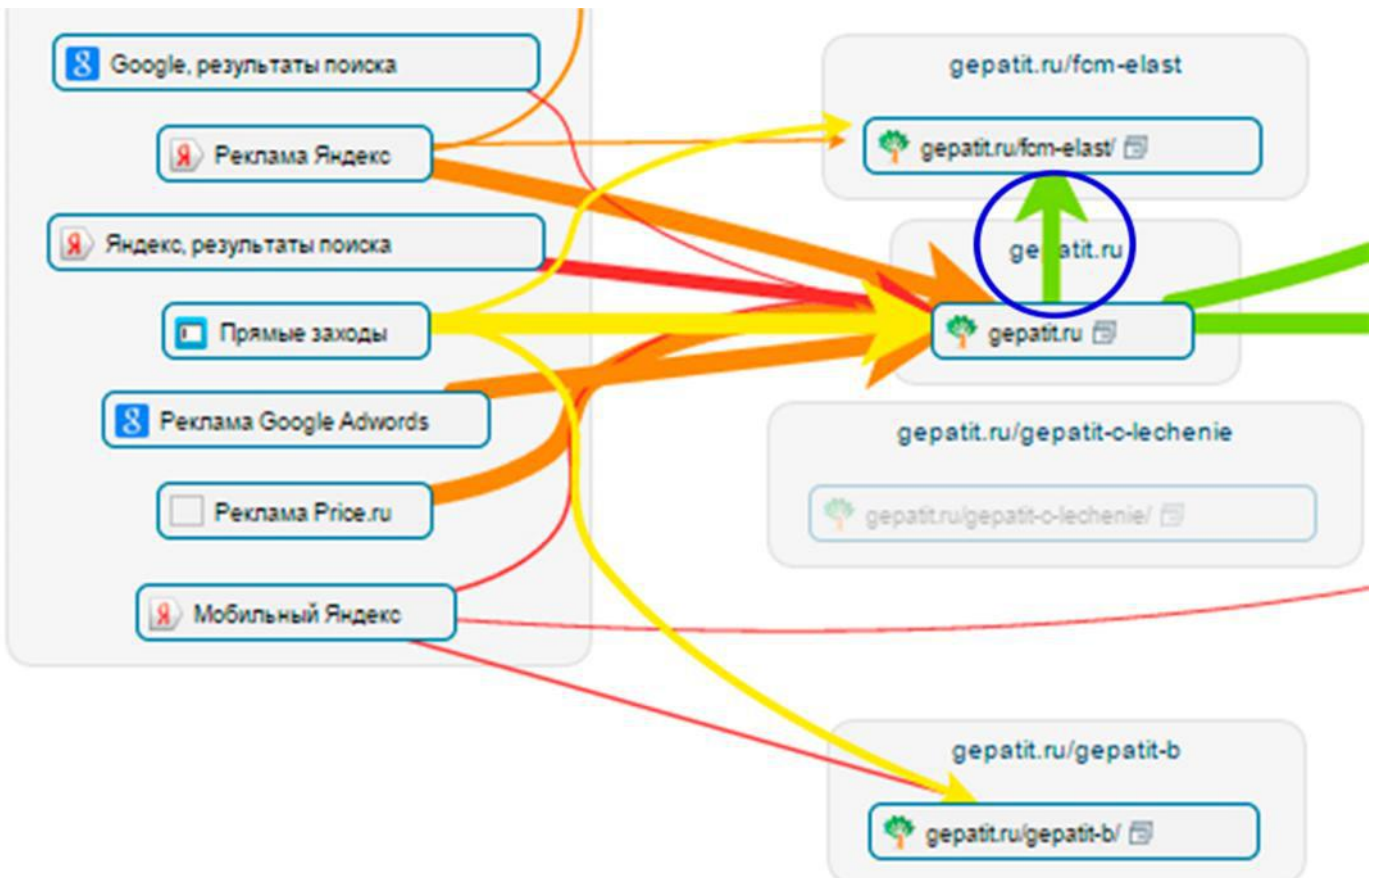 Google, результаты поиска
Реклама Яндекс
Яндекс, результаты поиска
Прямые заходы
Реклама Google Adwords
Реклама Price.ru
Мобильный Яндекс
gepatit.ru/fcm-elast
gepatit.ru/fcm-elast/
gepatit.ru
gepatit.ru
gepatit.ru/gepatit-c-lechenie
gepatit.ru/gepatit-c-lechenie/
gepatit.ru/gepatit-b
gepatit.ru/gepatit-b/